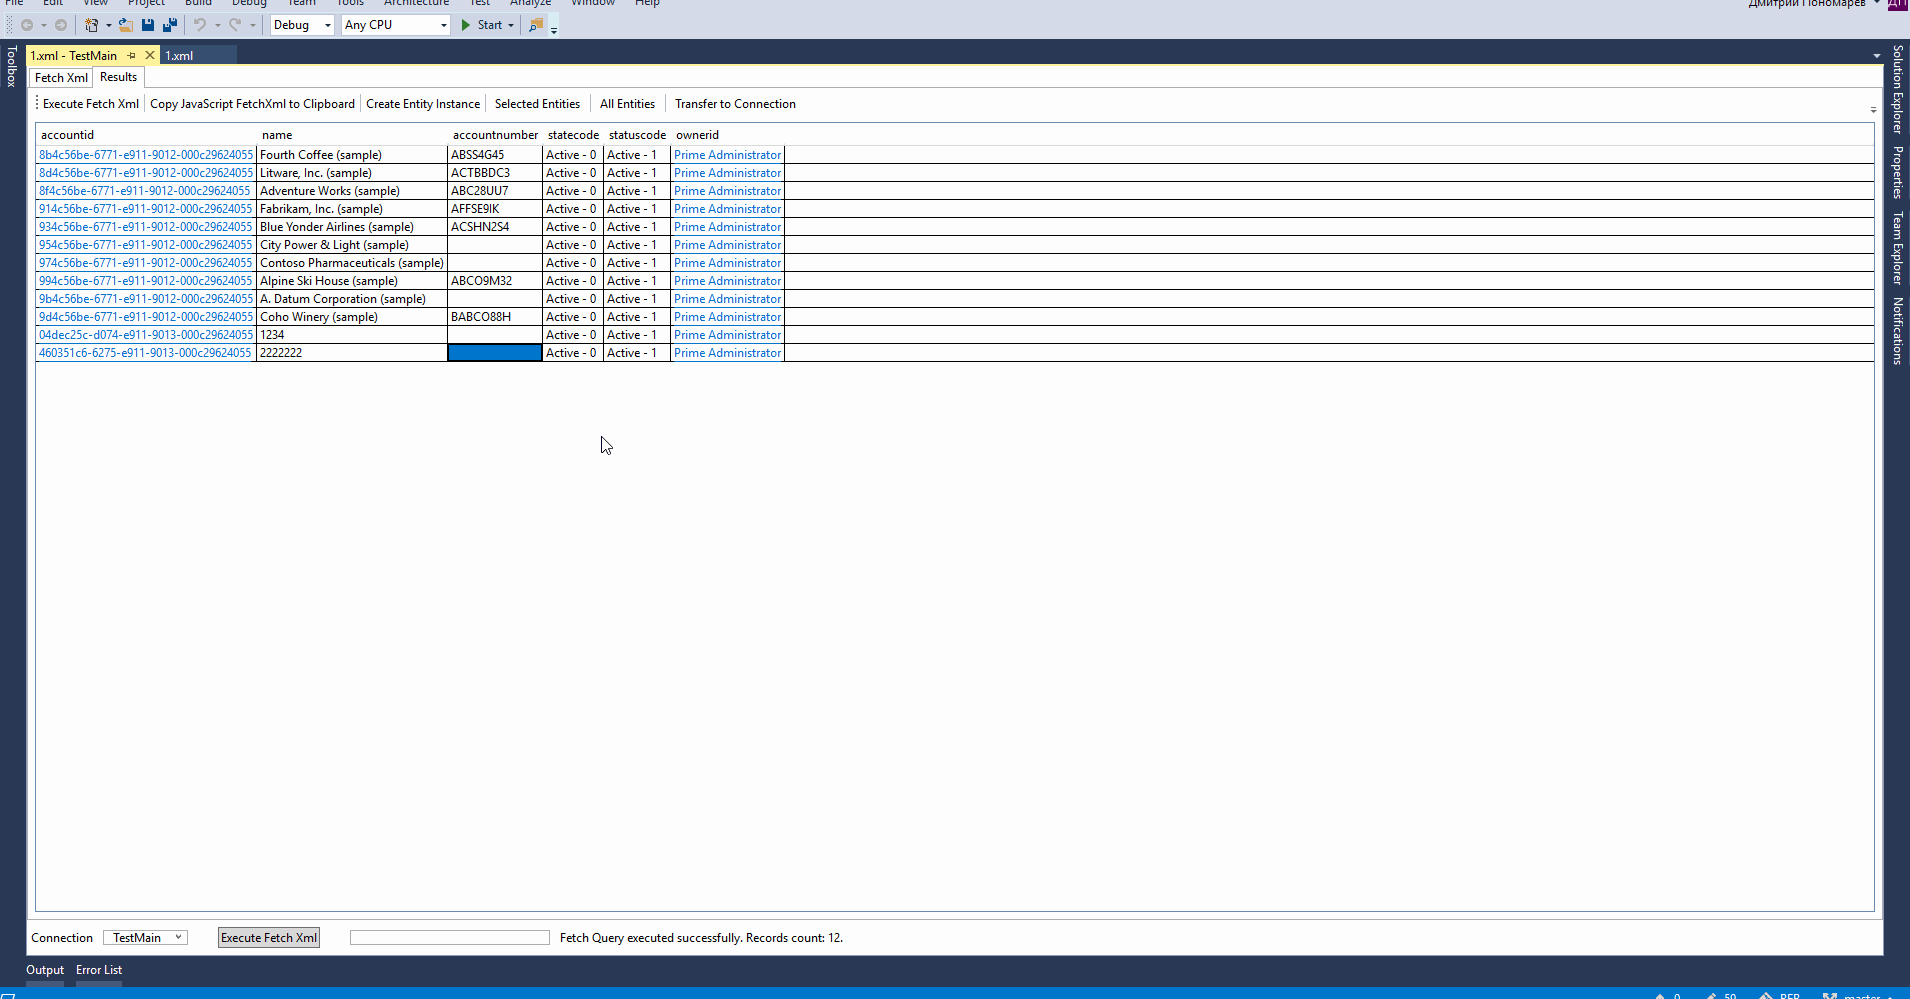 File Edit View Project Build Debug Team Tools Architecture Test Analyze Window Help Дмитрий Пономарев ДП
Debug Any CPU Start
Toolbox
1.xml - TestMain 1.xml
Fetch Xml Results
Execute Fetch Xml Copy JavaScript FetchXml to Clipboard Create Entity Instance Selected Entities All Entities Transfer to Connection
accountid name accountnumber statecode statuscode ownerid
8b4c56be-6771-e911-9012-000c29624055 Fourth Coffee (sample) ABSS4G45 Active - 0 Active - 1 Prime Administrator
8d4c56be-6771-e911-9012-000c29624055 Litware, Inc. (sample) ACTBBDC3 Active - 0 Active - 1 Prime Administrator
8f4c56be-6771-e911-9012-000c29624055 Adventure Works (sample) ABC28UU7 Active - 0 Active - 1 Prime Administrator
914c56be-6771-e911-9012-000c29624055 Fabrikam, Inc. (sample) AFFSE9IK Active - 0 Active - 1 Prime Administrator
934c56be-6771-e911-9012-000c29624055 Blue Yonder Airlines (sample) ACSHN2S4 Active - 0 Active - 1 Prime Administrator
954c56be-6771-e911-9012-000c29624055 City Power & Light (sample) Active - 0 Active - 1 Prime Administrator
974c56be-6771-e911-9012-000c29624055 Contoso Pharmaceuticals (sample) Active - 0 Active - 1 Prime Administrator
994c56be-6771-e911-9012-000c29624055 Alpine Ski House (sample) ABCO9M32 Active - 0 Active - 1 Prime Administrator
9b4c56be-6771-e911-9012-000c29624055 A. Datum Corporation (sample) Active - 0 Active - 1 Prime Administrator
9d4c56be-6771-e911-9012-000c29624055 Coho Winery (sample) BABCO88H Active - 0 Active - 1 Prime Administrator
04dec25c-d074-e911-9013-000c29624055 1234 Active - 0 Active - 1 Prime Administrator
460351c6-6275-e911-9013-000c29624055 2222222 Active - 0 Active - 1 Prime Administrator
Solution Explorer
Properties
Team Explorer
Notifications
Connection TestMain Execute Fetch Xml Fetch Query executed successfully. Records count: 12.
Output Error List
0 59 master